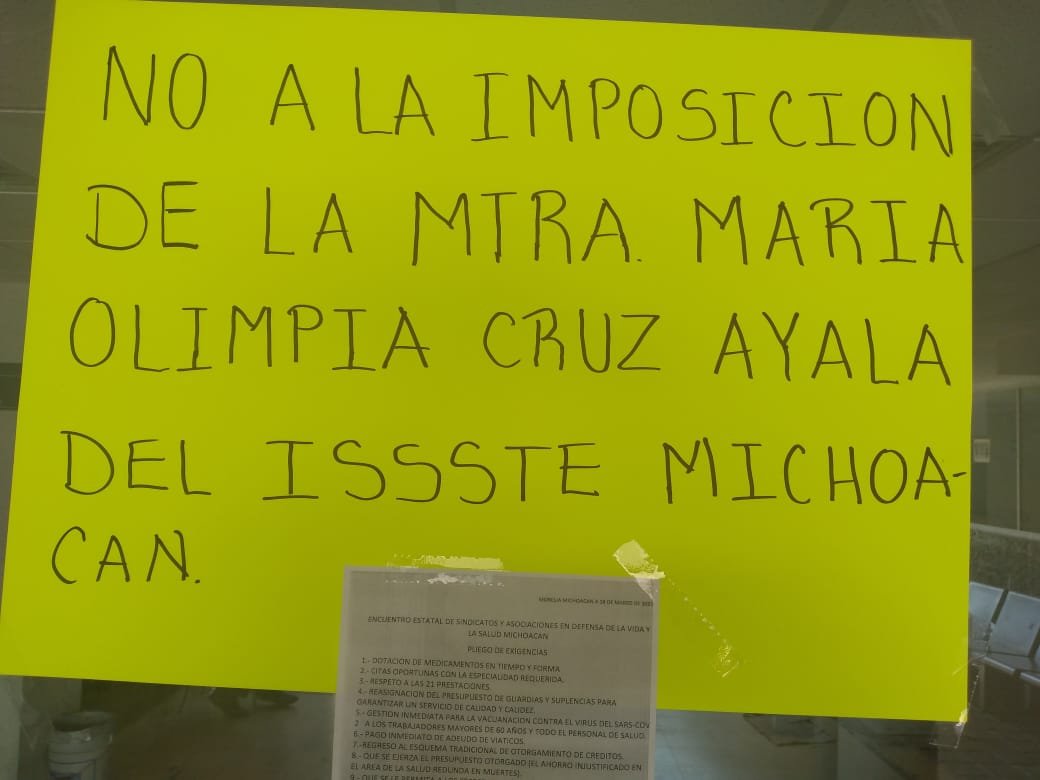 NO A LA IMPOSICION
DE LA MTRA. MARIA
OLIMPIA CRUZ AYALA
DEL ISSSTE MICHOA-
CAN.
MORELIA MICHOACAN A 18 DE MARZO DE
ENCUENTRO ESTATAL DE SINDICATOS Y ASOCIACIONES EN DEFENSA DE LA VIDA Y
LA SALUD MICHOACAN
PLIEGO DE EXIGENCIAS
1.- DOTACION DE MEDICAMENTOS EN TIEMPO Y FORMA
2.- CITAS OPORTUNAS CON LA ESPECIALIDAD REQUERIDA.
3.- RESPETO A LAS 21 PRESTACIONES.
4.- REASIGNACION DEL PRESUPUESTO DE GUARDIAS Y SUPLENCIAS PARA
GARANTIZAR UN SERVICIO DE CALIDAD Y CALIDEZ.
5.- GESTION INMEDIATA PARA LA VACUANACION CONTRA EL VIRUS DEL SARS-COV
2 A LOS TRABAJADORES MAYORES DE 60 AÑOS Y TODO EL PERSONAL DE SALUD.
6.- PAGO INMEDIATO DE ADEUDO DE VIATICOS.
7.-REGRESO AL ESQUEMA TRADICIONAL DE OTORGAMIENTO DE CREDITOS.
8.- QUE SE EJERZA EL PRESUPUESTO OTORGADO (EL AHORRO INJUSTIFICADO EN
EL AREA DE LA SALUD REDUNDA EN MUERTES).
9.- QUE SE